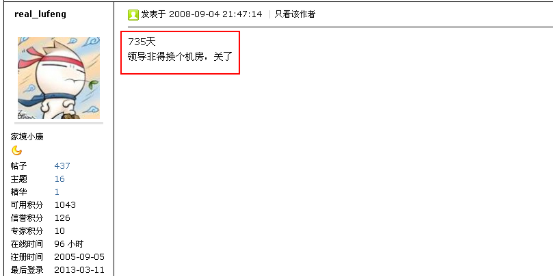 real_lufeng
发表于 2008-09-04 21:47:14 | 只看该作者
735天
领导非得换个机房。关了
家境小康
帖子 437
主题 16
精华 1
可用积分 1043
信誉积分 126
专家积分 10
在线时间 96 小时
注册时间 2005-09-05
最后登录 2013-03-11